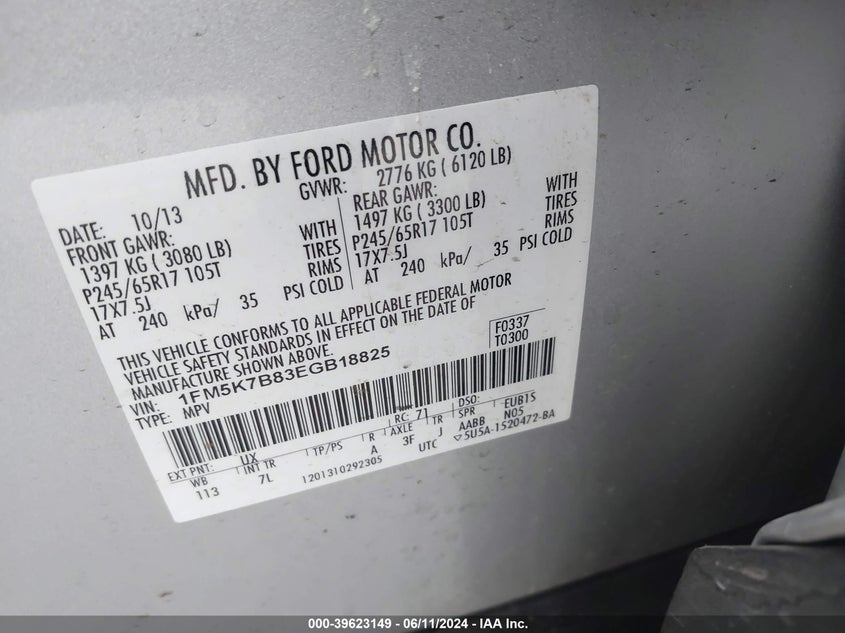 MFD. BY FORD MOTOR CO.
DATE: 10/13 GVWR: 2776 KG ( 6120 LB)
FRONT GAWR: REAR GAWR:
1397 KG ( 3080 LB) WITH 1497 KG ( 3300 LB) WITH
P245/65R17 105T TIRES P245/65R17 105T TIRES
17X7.5J RIMS 17X7.5J RIMS
AT 240 kPa/ 35 PSI COLD AT 240 kPa/ 35 PSI COLD
THIS VEHICLE CONFORMS TO ALL APPLICABLE FEDERAL MOTOR
VEHICLE SAFETY STANDARDS IN EFFECT ON THE DATE OF
MANUFACTURE SHOWN ABOVE.
F0337
T0300
VIN: 1FM5K7B83EGB18825
TYPE: MPV
EXT PNT: UX RC: 71 DSO:
WB INT TR TP/PS R AXLE TR SPR EUB1S
113 7L A 3F J AABB N05
1201310292305 UTC ▽5U5A-1520472-BA
000-39623149 - 06/11/2024 - IAA Inc.